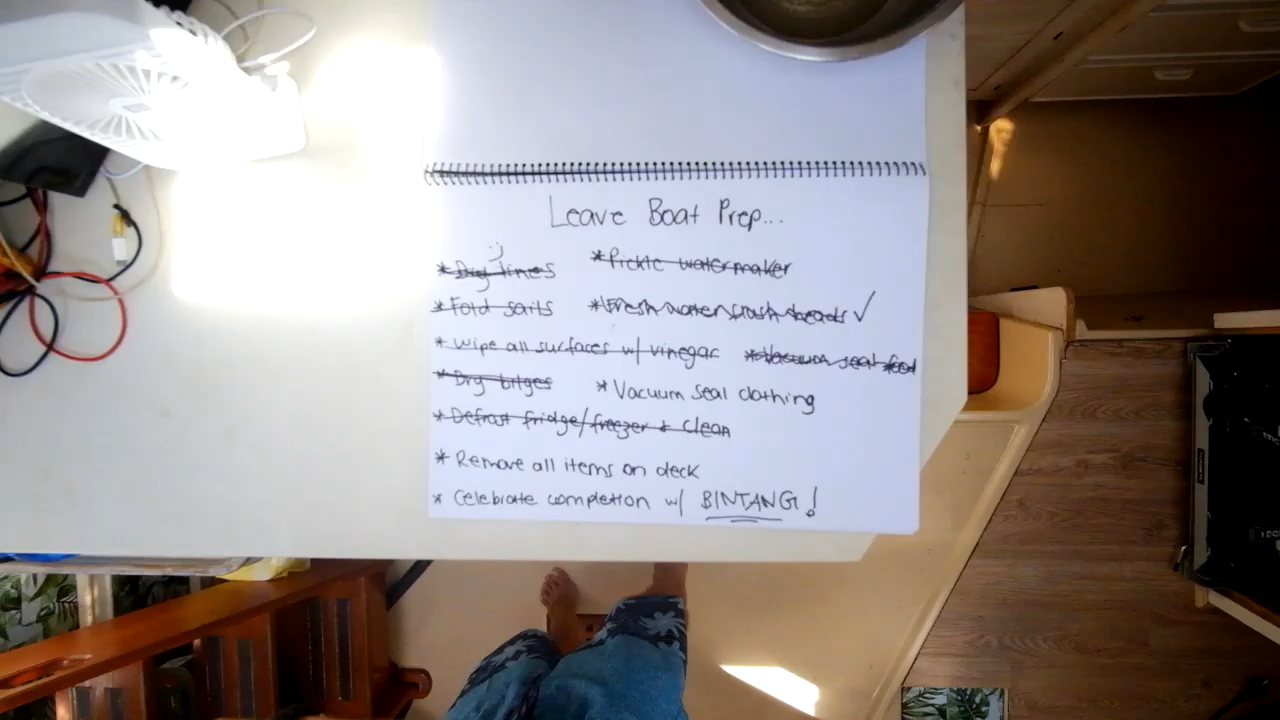 Leave Boat Prep...
:)
* Dry lines * Pickle watermaker
* Fold sails * Fresh water flush heads ✓
* Wipe all surfaces w/ vinegar * Vacuum seal food
* Dry bilges * Vacuum seal clothing
* Defrost fridge/freezer & clean
* Remove all items on deck
* Celebrate completion w/ BINTANG!